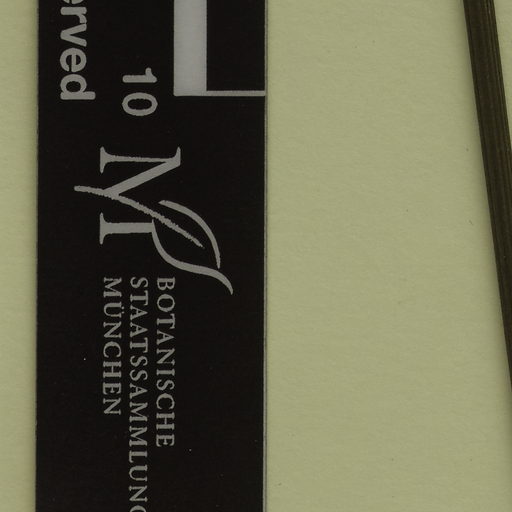 erved
10
BOTANISCHE
STAATSSAMMLUNG
MÜNCHEN